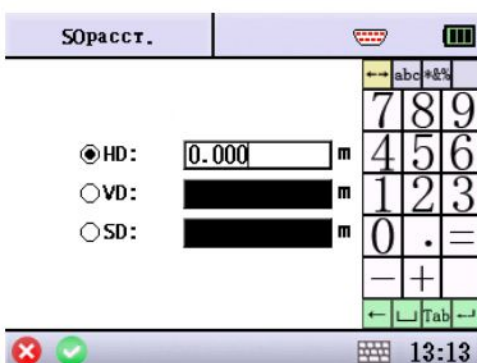 SOрасст.
abc *&%
7 8 9
HD: 0.000 m 4 5 6
VD: m 1 2 3
SD: m 0 . =
- +
← Tab ↵
13:13